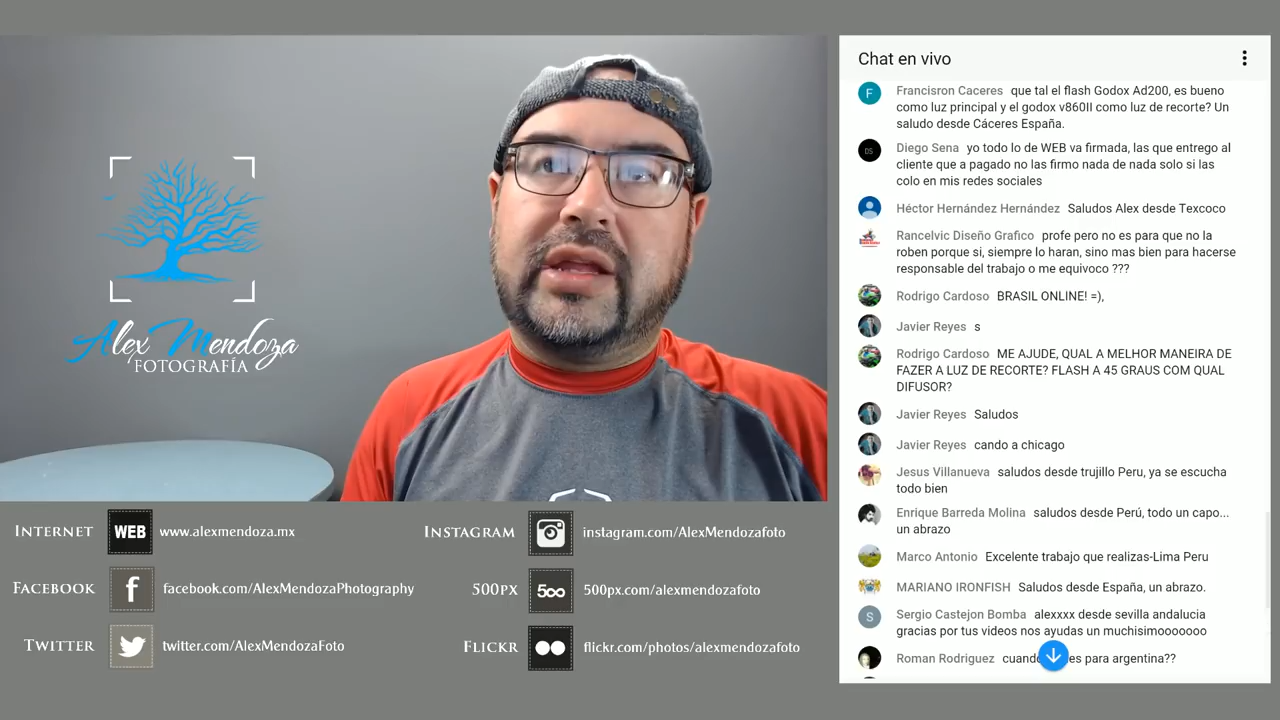 Alex Mendoza
FOTOGRAFÍA
INTERNET
WEB
www.alexmendoza.mx
INSTAGRAM
instagram.com/AlexMendozafoto
FACEBOOK
f
facebook.com/AlexMendozaPhotography
500PX
500
500px.com/alexmendozafoto
TWITTER
twitter.com/AlexMendozaFoto
FLICKR
flickr.com/photos/alexmendozafoto
Chat en vivo
F
Francisron Caceres que tal el flash Godox Ad200, es bueno
como luz principal y el godox v860II como luz de recorte? Un
saludo desde Cáceres España.
DS
Diego Sena yo todo lo de WEB va firmada, las que entrego al
cliente que a pagado no las firmo nada de nada solo si las
colo en mis redes sociales
Héctor Hernández Hernández Saludos Alex desde Texcoco
Rancelvic Diseño Grafico profe pero no es para que no la
roben porque si, siempre lo haran, sino mas bien para hacerse
responsable del trabajo o me equivoco ???
Rodrigo Cardoso BRASIL ONLINE! =),
Javier Reyes s
Rodrigo Cardoso ME AJUDE, QUAL A MELHOR MANEIRA DE
FAZER A LUZ DE RECORTE? FLASH A 45 GRAUS COM QUAL
DIFUSOR?
Javier Reyes Saludos
Javier Reyes cando a chicago
Jesus Villanueva saludos desde trujillo Peru, ya se escucha
todo bien
Enrique Barreda Molina saludos desde Perú, todo un capo...
un abrazo
Marco Antonio Excelente trabajo que realizas-Lima Peru
MARIANO IRONFISH Saludos desde España, un abrazo.
S
Sergio Castejon Bomba alexxxx desde sevilla andalucia
gracias por tus videos nos ayudas un muchisimooooooo
Roman Rodriguez para argentina??